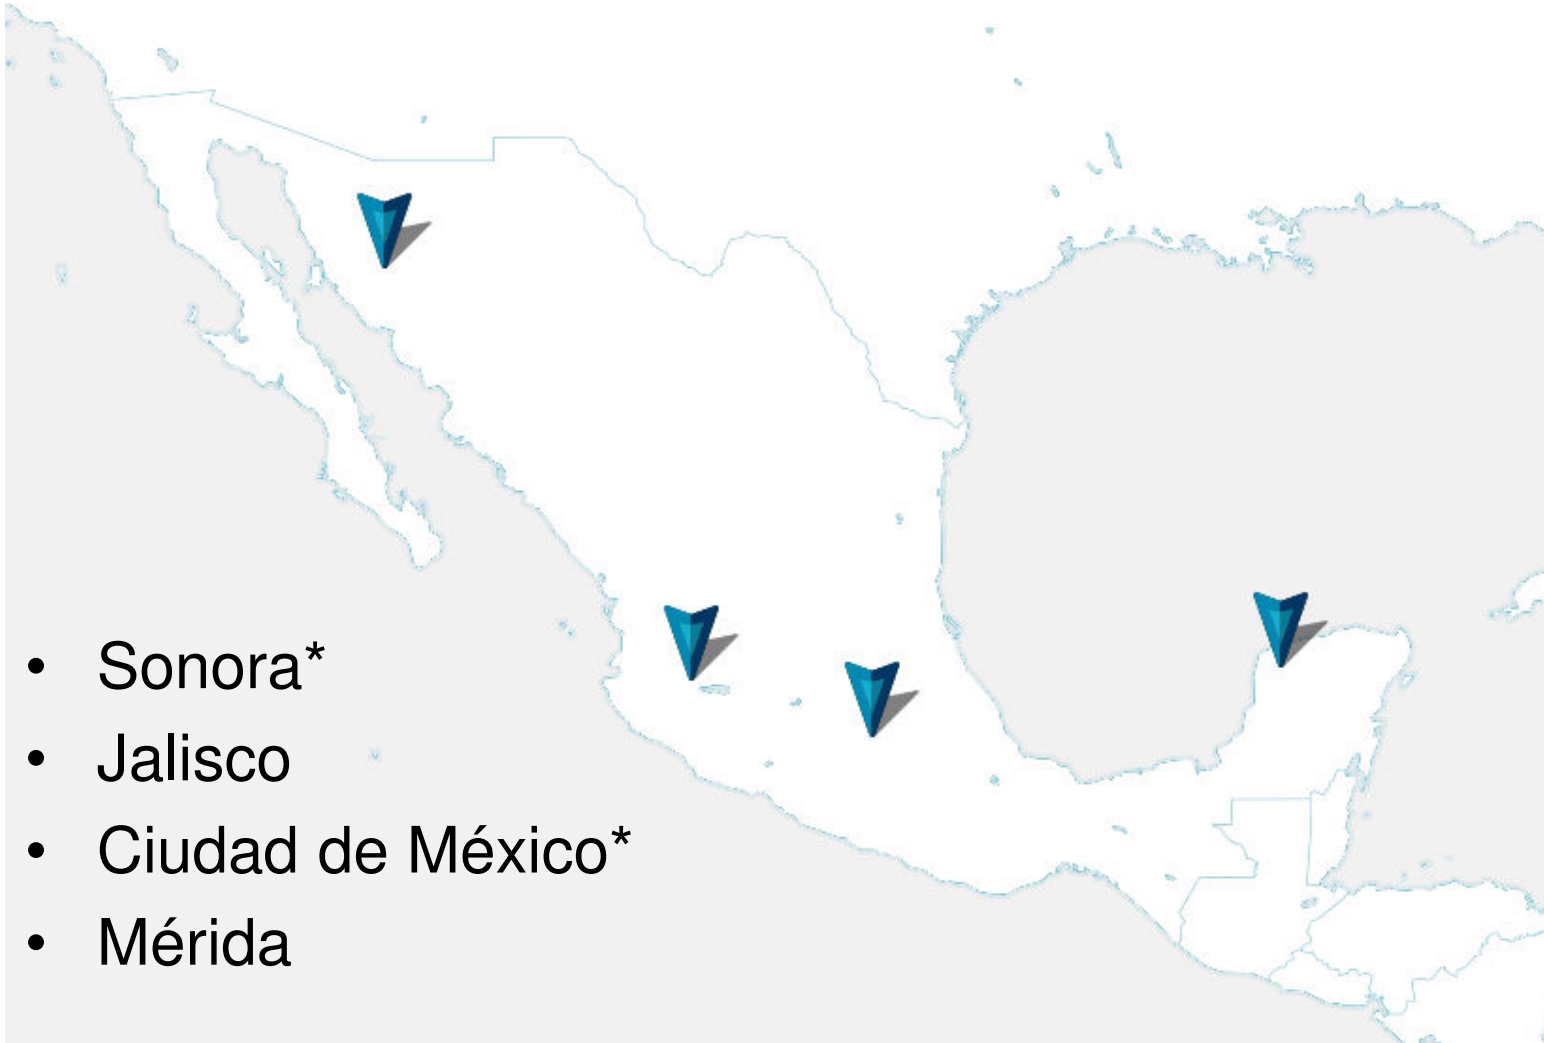 • Sonora*
• Jalisco
• Ciudad de México*
• Mérida